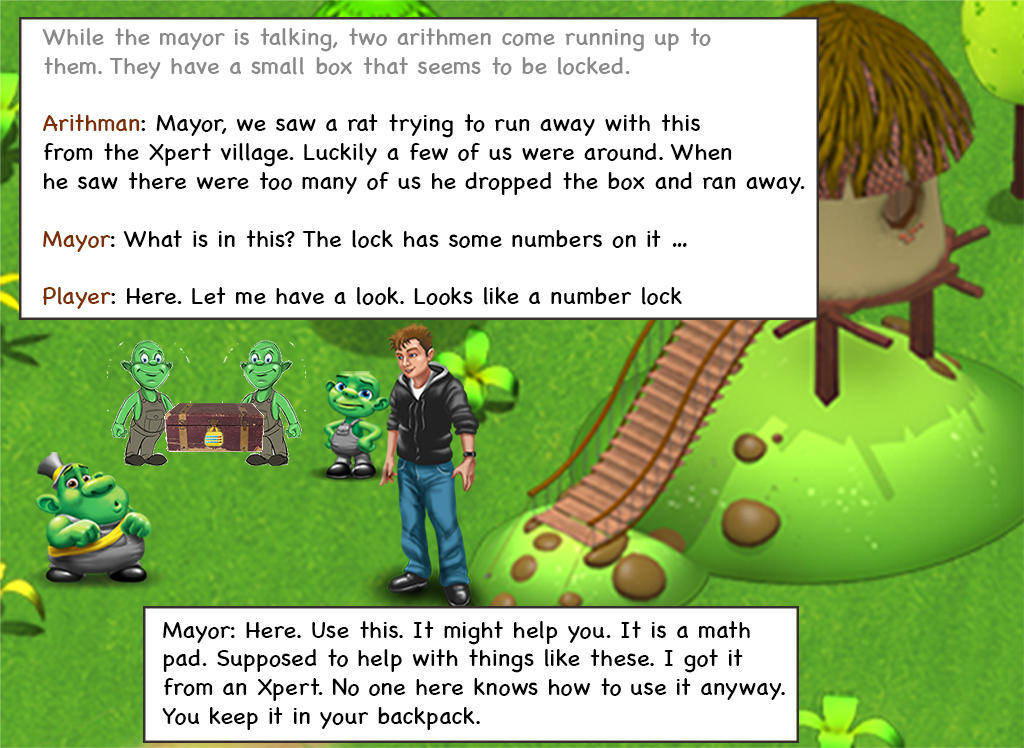 While the mayor is talking, two arithmen come running up to
them. They have a small box that seems to be locked.
Arithman: Mayor, we saw a rat trying to run away with this
from the Xpert village. Luckily a few of us were around. When
he saw there were too many of us he dropped the box and ran away.
Mayor: What is in this? The lock has some numbers on it ...
Player: Here. Let me have a look. Looks like a number lock
Mayor: Here. Use this. It might help you. It is a math
pad. Supposed to help with things like these. I got it
from an Xpert. No one here knows how to use it anyway.
You keep it in your backpack.